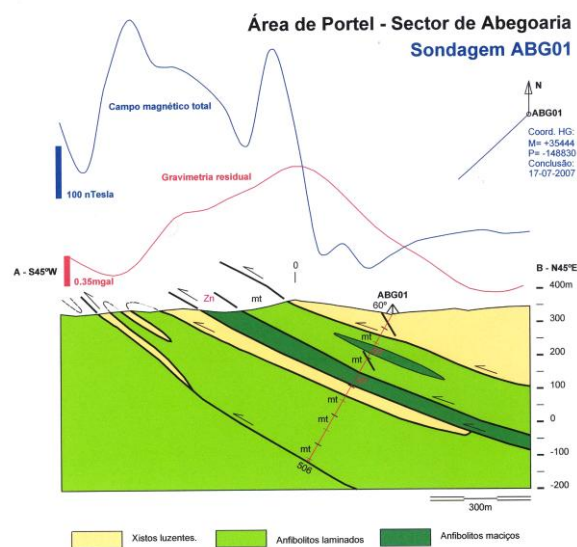 Área de Portel - Sector de Abegoaria
Sondagem ABG01
Campo magnético total
N
ABG01
Coord. HG:
M= +35444
P= -148830
Conclusão:
17-07-2007
100 nTesla
Gravimetria residual
A - S45ºW
0.35mgal
0
B - N45ºE
400m
Zn
mt
ABG01
60º
300
200
100
0
-100
-200
mt
mt
mt
mt
506
300m
Xistos luzentes.
Anfibolitos laminados
Anfibolitos maciços